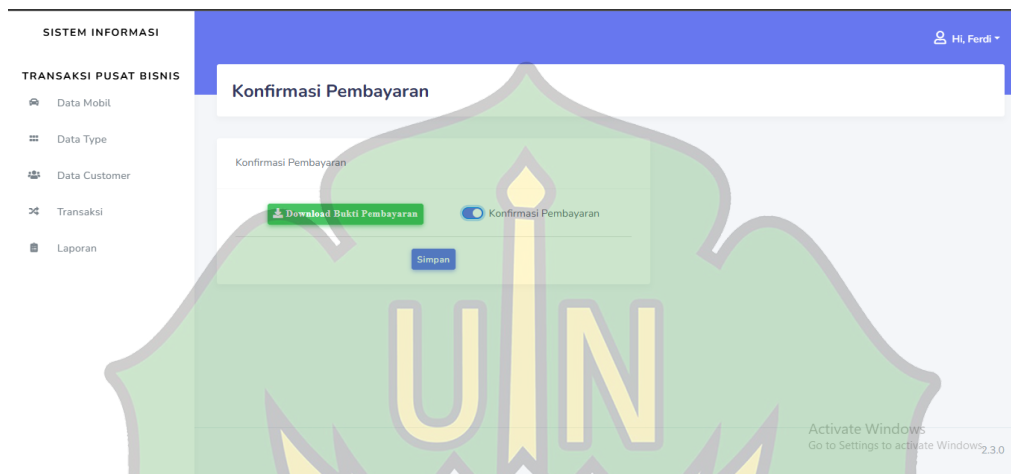 SISTEM INFORMASI
Hi, Ferdi
TRANSAKSI PUSAT BISNIS
Konfirmasi Pembayaran
Data Mobil
Data Type
Data Customer
Transaksi
Laporan
Konfirmasi Pembayaran
Download Bukti Pembayaran
Konfirmasi Pembayaran
Simpan
UIN
Activate Windows
Go to Settings to activate Windows.
2.3.0